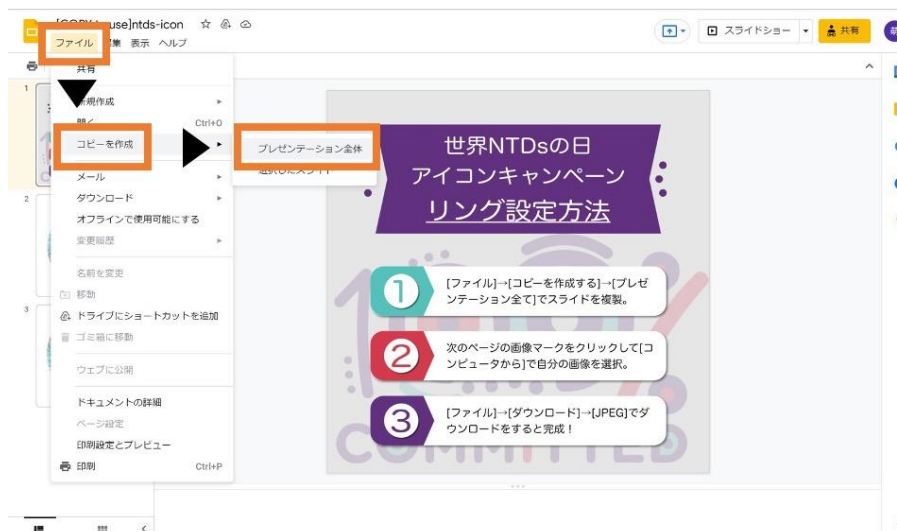 use]ntds-icon
ファイル 集 表示 ヘルプ
スライドショー
共有
共有
新規作成
開く Ctrl+O
コピーを作成
プレゼンテーション全体
メール
ダウンロード
オフラインで使用可能にする
変更履歴
名前を変更
移動
ドライブにショートカットを追加
ゴミ箱に移動
ウェブに公開
ドキュメントの詳細
ページ設定
印刷設定とプレビュー
印刷 Ctrl+P
1
2
3
世界NTDsの日
アイコンキャンペーン
リング設定方法
1
[ファイル]→[コピーを作成する]→[プレゼ
ンテーション全て]でスライドを複製。
2
次のページの画像マークをクリックして[コ
ンピュータから]で自分の画像を選択。
3
[ファイル]→[ダウンロード]→[JPEG]でダ
ウンロードをすると完成！
100%
COMMITTED